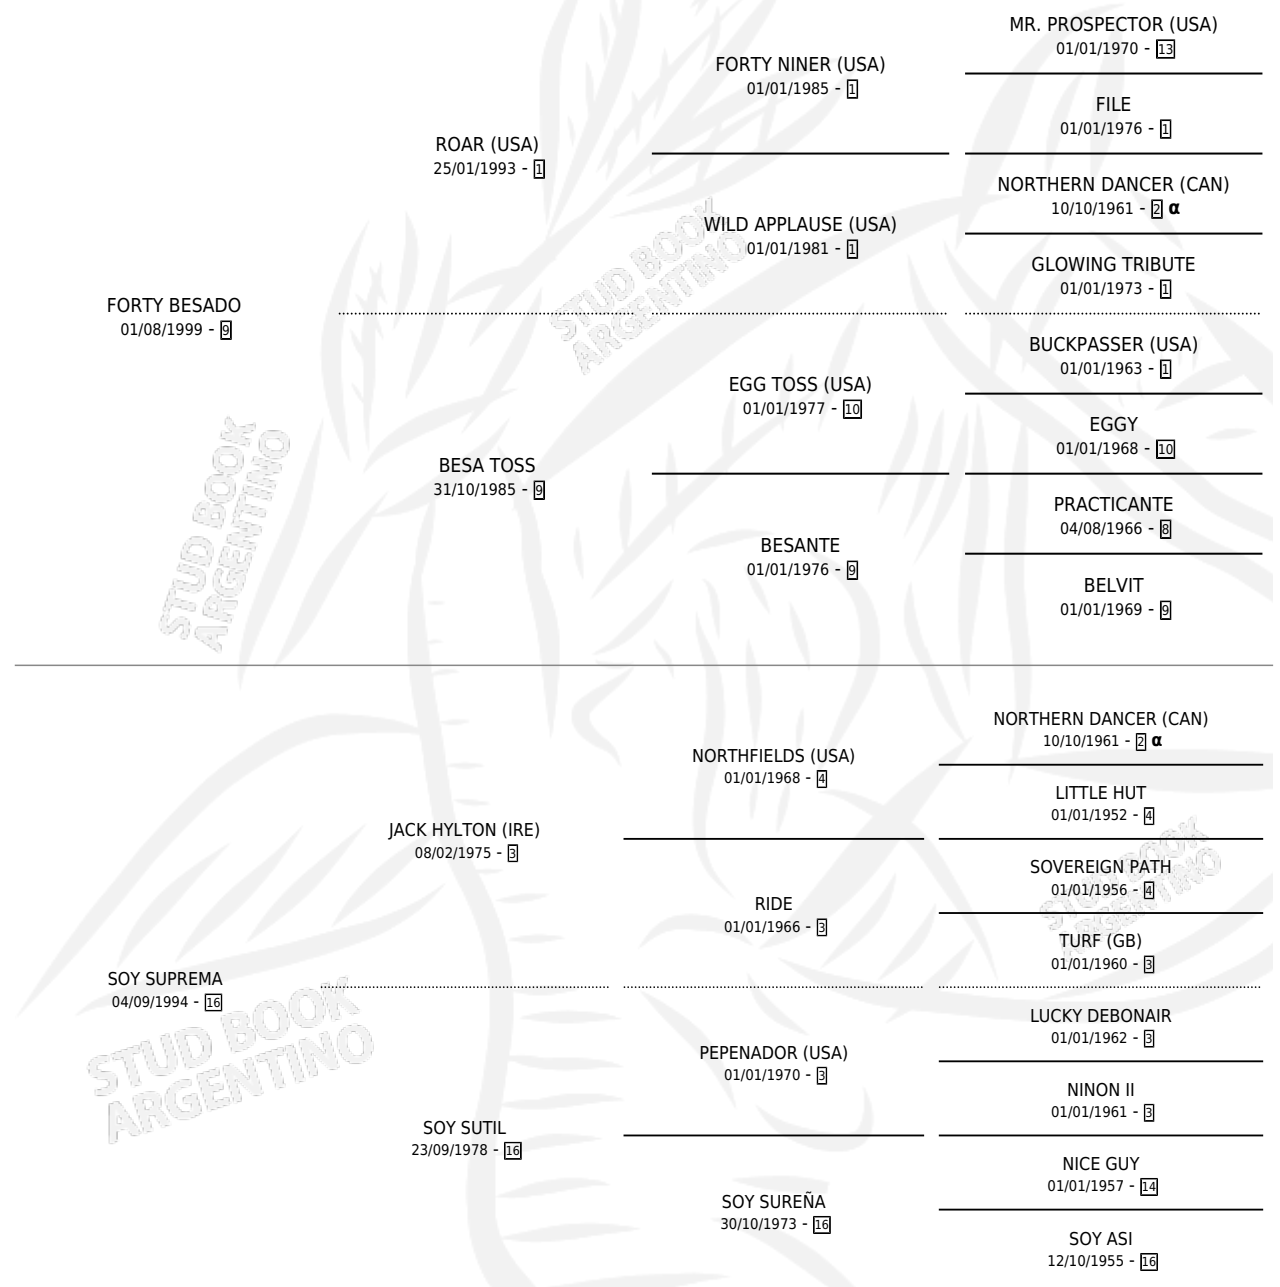 MR. PROSPECTOR (USA)
01/01/1970 - 13
FORTY NINER (USA)
01/01/1985 - 1
FILE
01/01/1976 - 1
ROAR (USA)
25/01/1993 - 1
NORTHERN DANCER (CAN)
10/10/1961 - 2 α
WILD APPLAUSE (USA)
01/01/1981 - 1
GLOWING TRIBUTE
01/01/1973 - 1
FORTY BESADO
01/08/1999 - 9
BUCKPASSER (USA)
01/01/1963 - 1
EGG TOSS (USA)
01/01/1977 - 10
EGGY
01/01/1968 - 10
BESA TOSS
31/10/1985 - 9
PRACTICANTE
04/08/1966 - 8
BESANTE
01/01/1976 - 9
BELVIT
01/01/1969 - 9
NORTHERN DANCER (CAN)
10/10/1961 - 2 α
NORTHFIELDS (USA)
01/01/1968 - 4
LITTLE HUT
01/01/1952 - 4
JACK HYLTON (IRE)
08/02/1975 - 3
SOVEREIGN PATH
01/01/1956 - 4
RIDE
01/01/1966 - 3
TURF (GB)
01/01/1960 - 3
SOY SUPREMA
04/09/1994 - 16
LUCKY DEBONAIR
01/01/1962 - 3
PEPENADOR (USA)
01/01/1970 - 3
NINON II
01/01/1961 - 3
SOY SUTIL
23/09/1978 - 16
NICE GUY
01/01/1957 - 14
SOY SUREÑA
30/10/1973 - 16
SOY ASI
12/10/1955 - 16
STUD BOOK
ARGENTINO
STUD BOOK
ARGENTINO
STUD BOOK
ARGENTINO
STUD BOOK
ARGENTINO